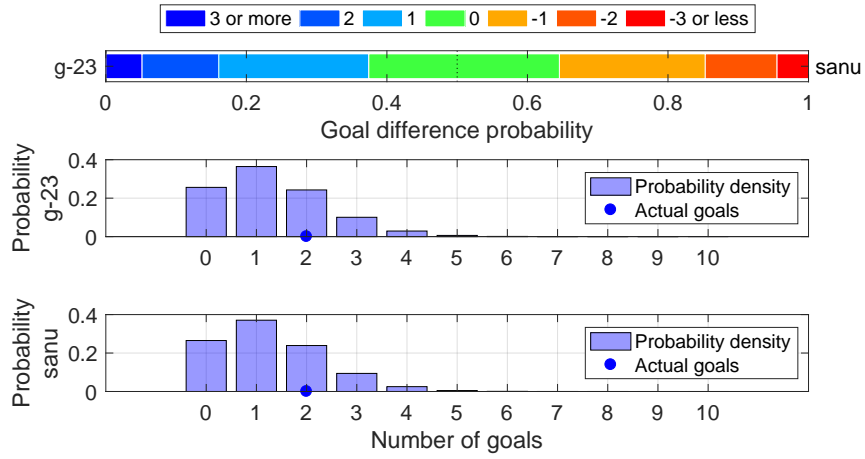 3 or more 2 1 0 -1 -2 -3 or less
g-23 sanu
0 0.2 0.4 0.6 0.8 1
Goal difference probability
Probability
g-23
0.4
0.2
0
Probability density
Actual goals
0 1 2 3 4 5 6 7 8 9 10
Probability
sanu
0.4
0.2
0
Probability density
Actual goals
0 1 2 3 4 5 6 7 8 9 10
Number of goals